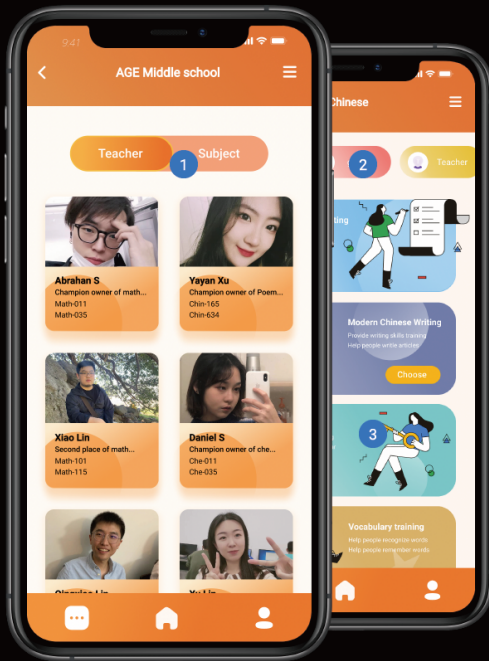 9:41
AGE Middle school
Teacher
1
Subject
Abrahan S
Champion owner of math...
Math-011
Math-035
Yayan Xu
Champion owner of Poem...
Chin-165
Chin-634
Xiao Lin
Second place of math...
Math-101
Math-115
Daniel S
Champion owner of che...
Che-011
Che-035
Yu Lin
Chinese
2
Teacher
Modern Chinese Writing
Provide writing skills training
Help people write articles
Choose
3
Vocabulary training
Help people recognize words
Help people remember words